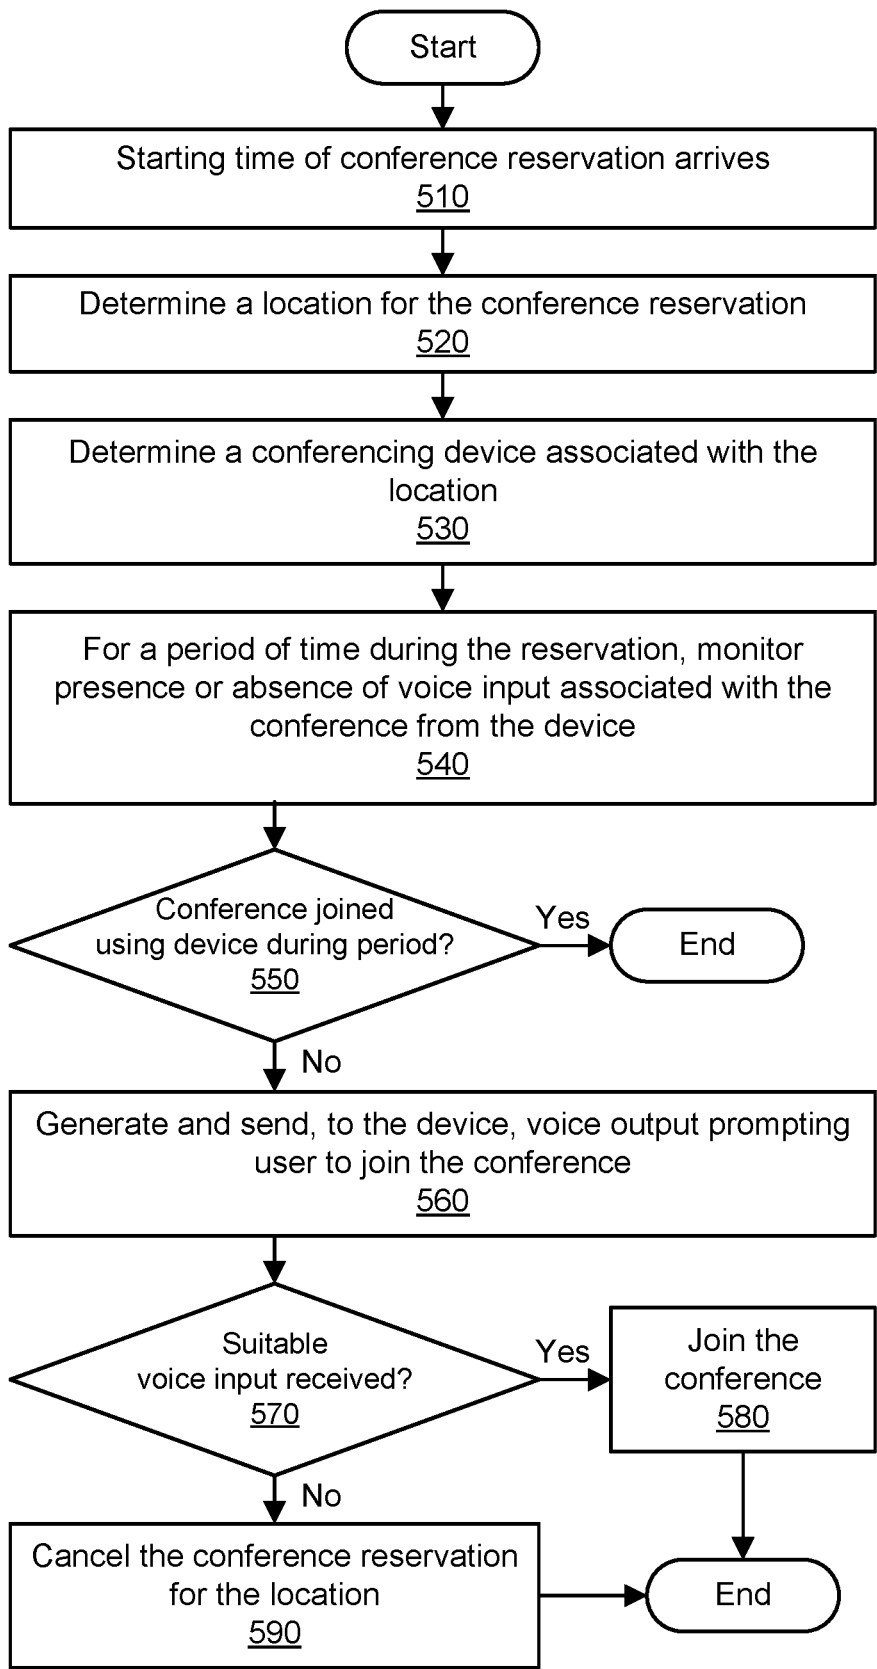 Start
Starting time of conference reservation arrives
510
Determine a location for the conference reservation
520
Determine a conferencing device associated with the
location
530
For a period of time during the reservation, monitor
presence or absence of voice input associated with the
conference from the device
540
Conference joined
using device during period?
550
Yes
End
No
Generate and send, to the device, voice output prompting
user to join the conference
560
Suitable
voice input received?
570
Yes
Join the
conference
580
No
Cancel the conference reservation
for the location
590
End